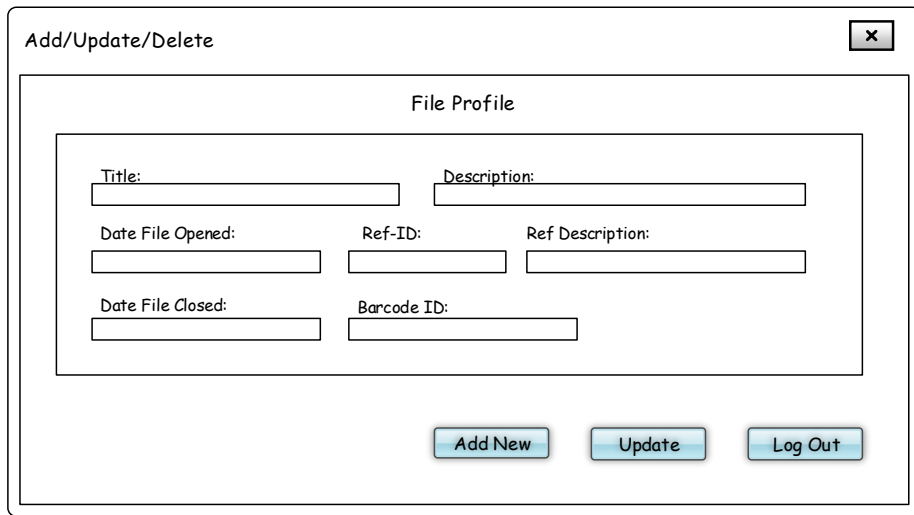 Add/Update/Delete
File Profile
Title: Description:
Date File Opened: Ref-ID: Ref Description:
Date File Closed: Barcode ID:
Add New Update Log Out